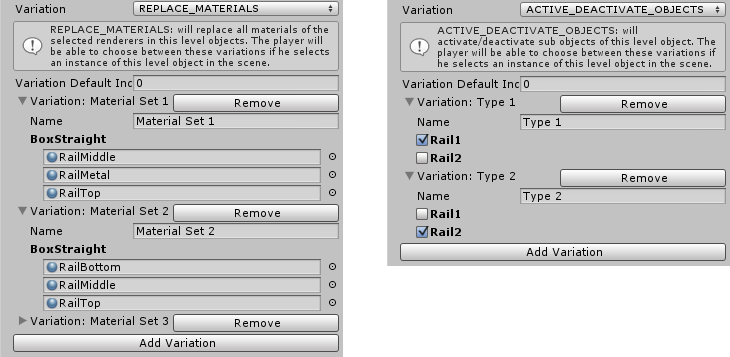 Variation REPLACE_MATERIALS
REPLACE_MATERIALS: will replace all materials of the
selected renderers in this level objects. The player will
be able to choose between these variations if he selects
an instance of this level object in the scene.
Variation Default Inc 0
Variation: Material Set 1 Remove
Name Material Set 1
BoxStraight
RailMiddle
RailMetal
RailTop
Variation: Material Set 2 Remove
Name Material Set 2
BoxStraight
RailBottom
RailMiddle
RailTop
Variation: Material Set 3 Remove
Add Variation
Variation ACTIVE_DEACTIVATE_OBJECTS
ACTIVE_DEACTIVATE_OBJECTS: will
activate/deactivate sub objects of this level object. The
player will be able to choose between these variations if
he selects an instance of this level object in the scene.
Variation Default Inc 0
Variation: Type 1 Remove
Name Type 1
Rail1
Rail2
Variation: Type 2 Remove
Name Type 2
Rail1
Rail2
Add Variation